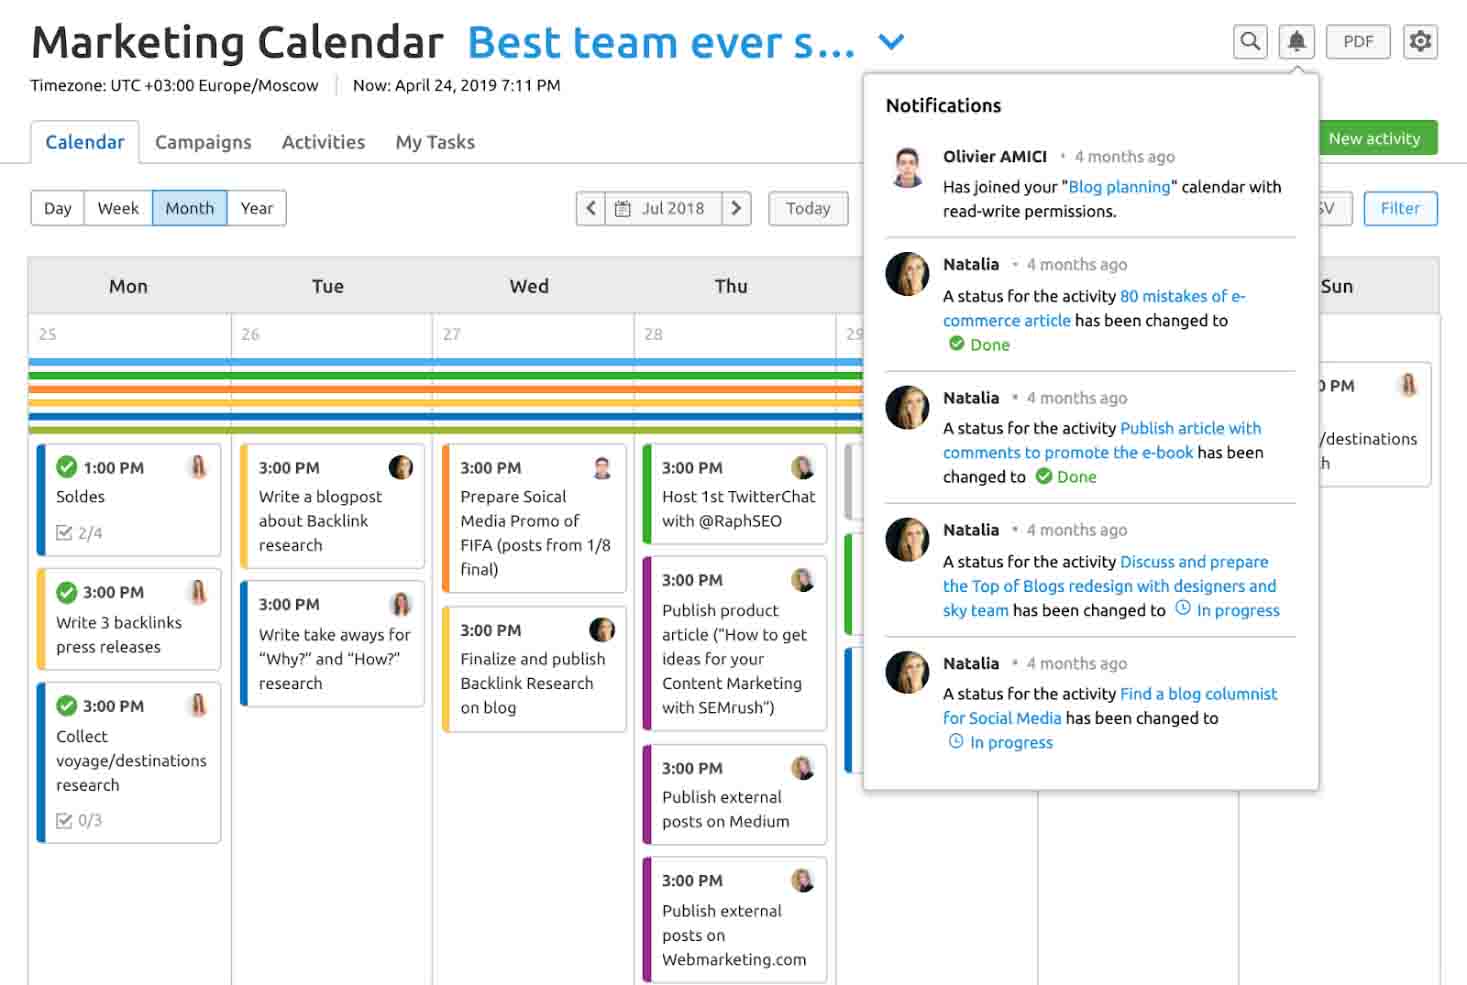 Marketing Calendar Best team ever s...
Timezone: UTC +03:00 Europe/Moscow Now: April 24, 2019 7:11 PM
PDF
Calendar Campaigns Activities My Tasks
New activity
Day Week Month Year
Jul 2018
Today
Filter
Mon Tue Wed Thu Sun
25 26 27 28 29
1:00 PM
Soldes
2/4
3:00 PM
Write 3 backlinks
press releases
3:00 PM
Collect
voyage/destinations
research
0/3
3:00 PM
Write a blogpost
about Backlink
research
3:00 PM
Write take aways for
“Why?” and “How?”
research
3:00 PM
Prepare Soical
Media Promo of
FIFA (posts from 1/8
final)
3:00 PM
Finalize and publish
Backlink Research
on blog
3:00 PM
Host 1st TwitterChat
with @RaphSEO
3:00 PM
Publish product
article (“How to get
ideas for your
Content Marketing
with SEMrush”)
3:00 PM
Publish external
posts on Medium
3:00 PM
Publish external
posts on
Webmarketing.com
Notifications
Olivier AMICI • 4 months ago
Has joined your "Blog planning" calendar with
read-write permissions.
Natalia • 4 months ago
A status for the activity 80 mistakes of e-
commerce article has been changed to
Done
Natalia • 4 months ago
A status for the activity Publish article with
comments to promote the e-book has been
changed to Done
Natalia • 4 months ago
A status for the activity Discuss and prepare
the Top of Blogs redesign with designers and
sky team has been changed to In progress
Natalia • 4 months ago
A status for the activity Find a blog columnist
for Social Media has been changed to
In progress
PM
/destinations